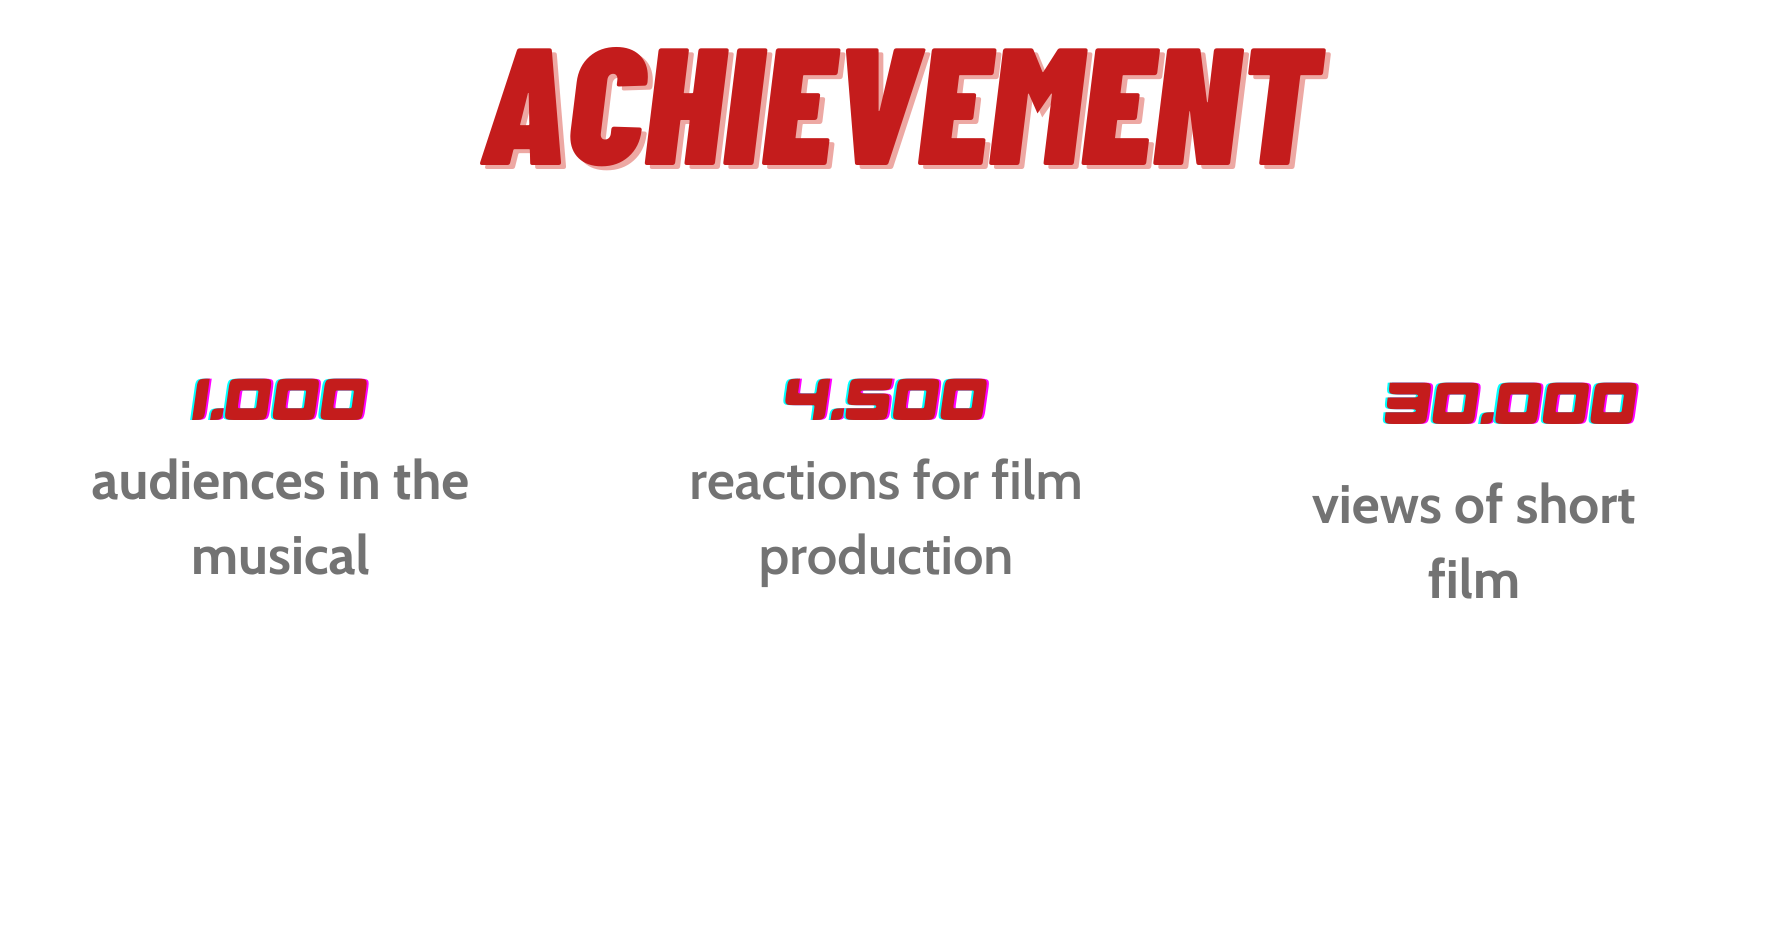 ACHIEVEMENT
1.000
audiences in the
musical
4.500
reactions for film
production
30.000
views of short
film